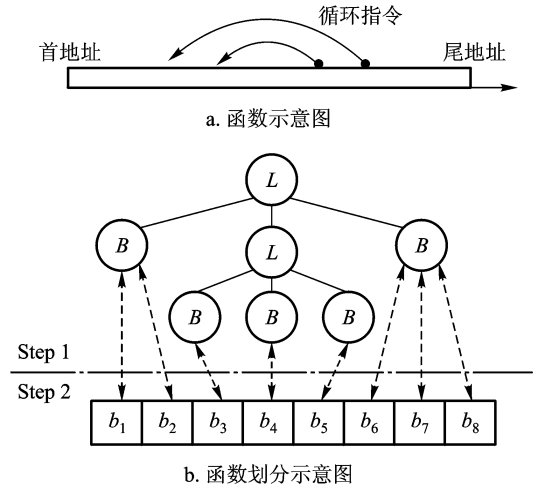 循环指令
首地址 尾地址
a. 函数示意图
L
B L B
B B B
Step 1
Step 2
b1 b2 b3 b4 b5 b6 b7 b8
b. 函数划分示意图